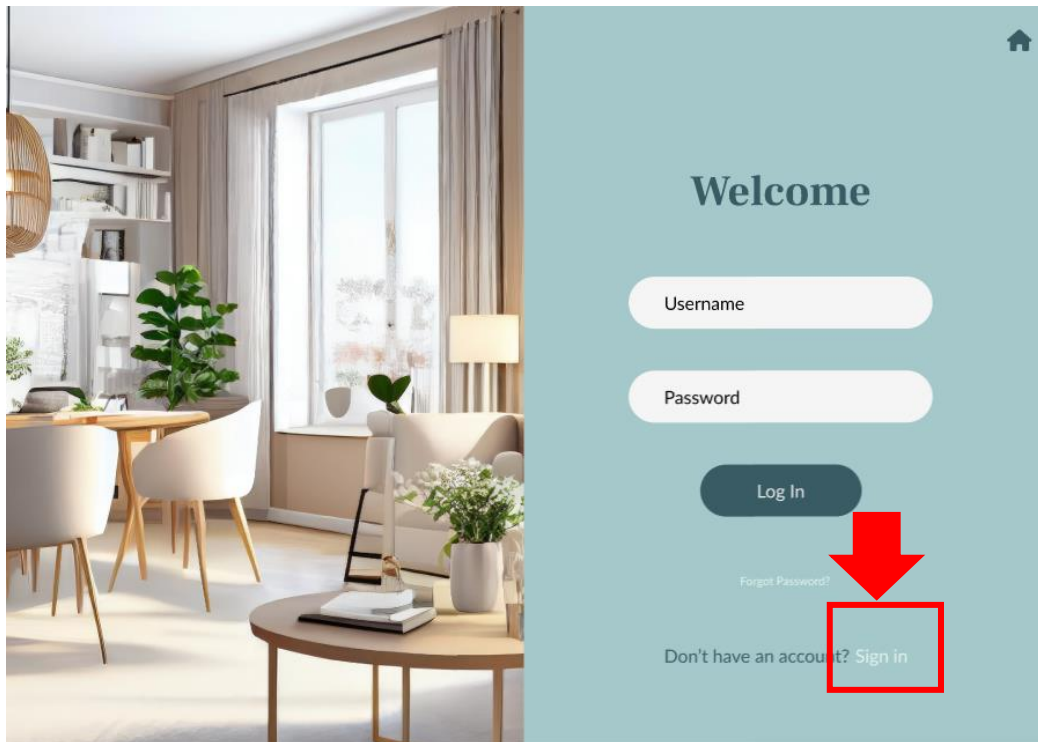 Welcome
Username
Password
Log In
Forgot Password?
Don't have an account? Sign in